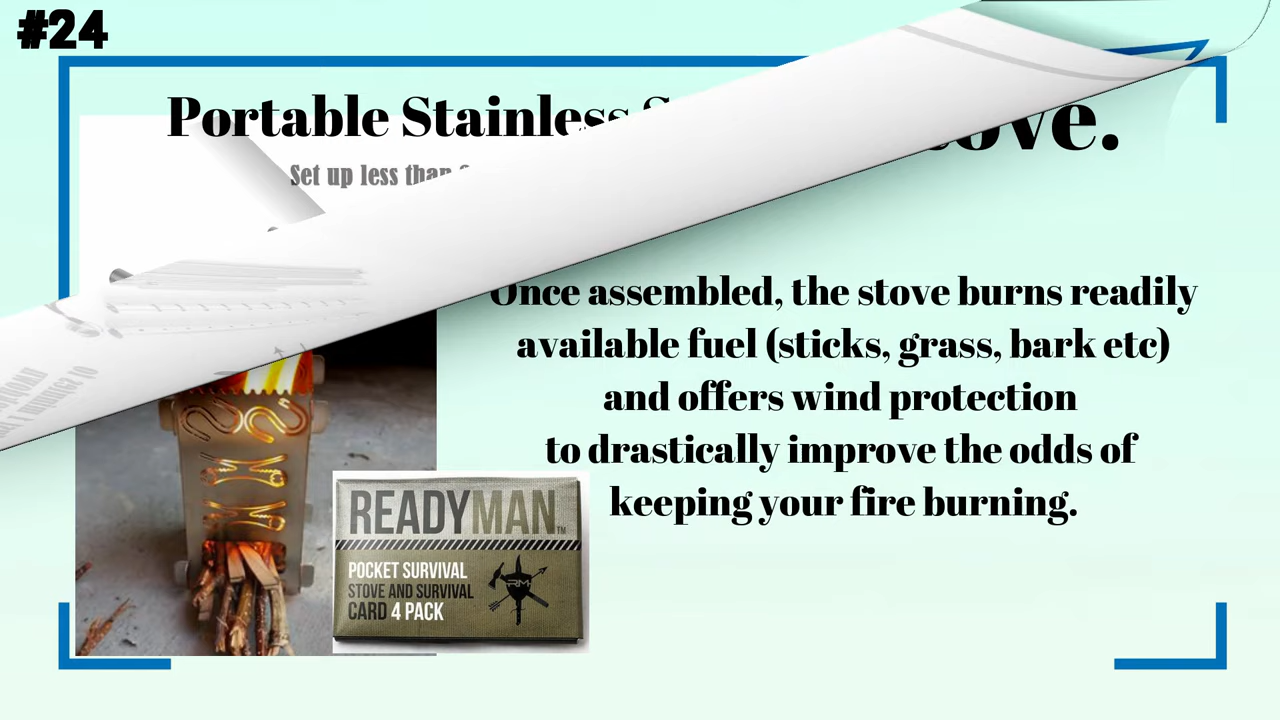 #24
Portable Stainless
Set up less than
Once assembled, the stove burns readily
available fuel (sticks, grass, bark etc)
and offers wind protection
to drastically improve the odds of
keeping your fire burning.
READYMAN™
POCKET SURVIVAL
STOVE AND SURVIVAL
CARD 4 PACK
RM